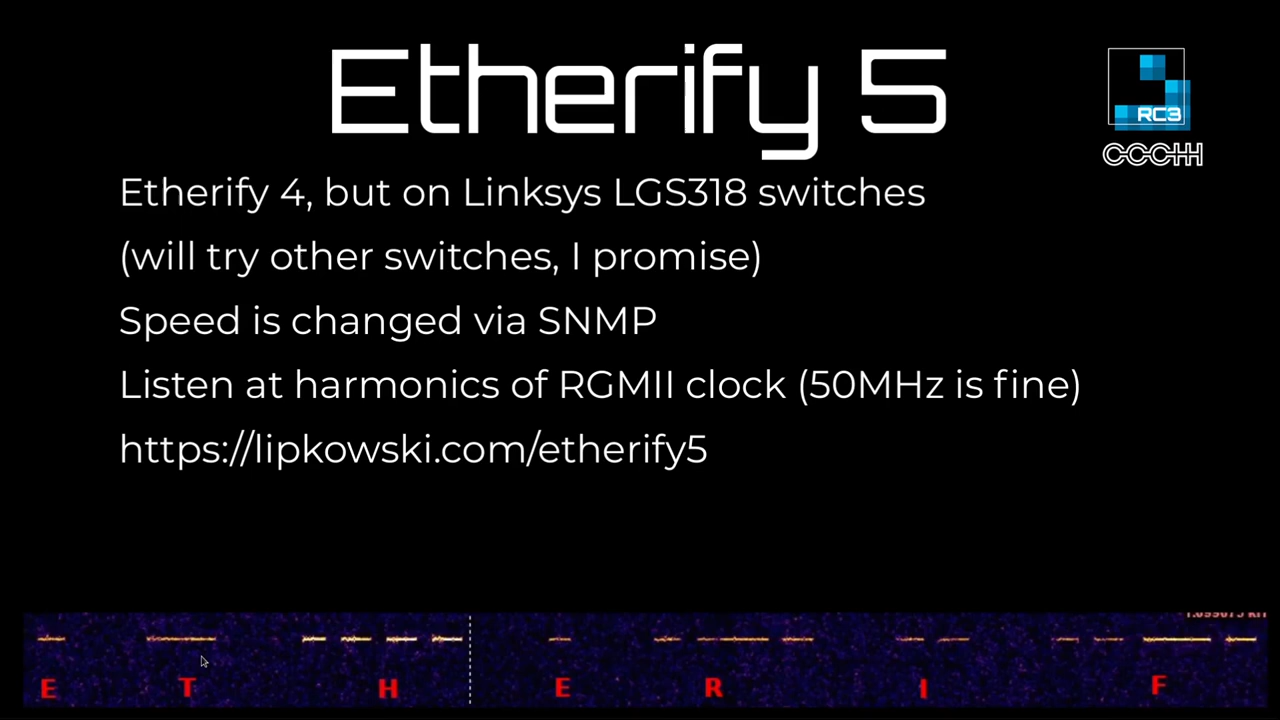 Etherify 5
RC3
CCCHH
Etherify 4, but on Linksys LGS318 switches
(will try other switches, I promise)
Speed is changed via SNMP
Listen at harmonics of RGMII clock (50MHz is fine)
https://lipkowski.com/etherify5
E T H E R I F